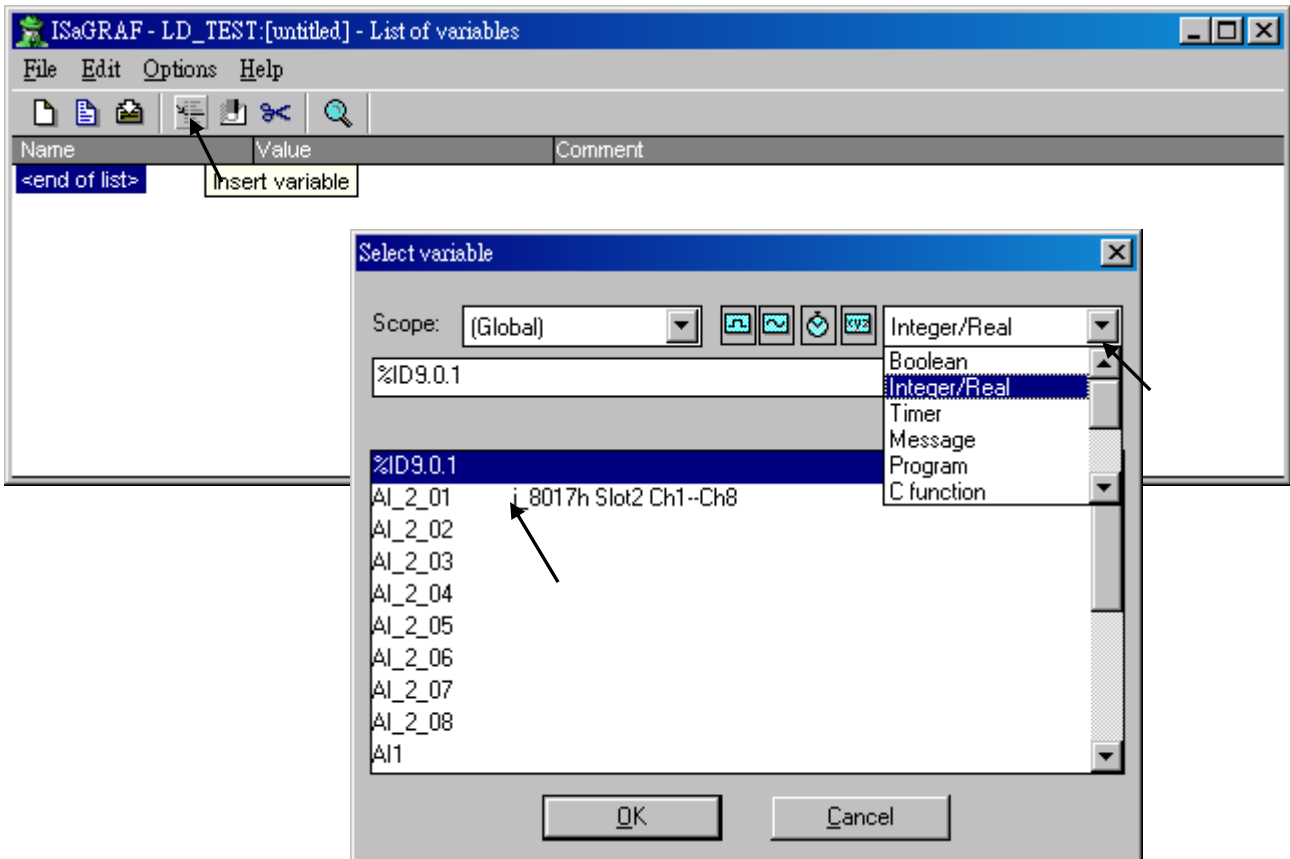 ISaGRAF - LD_TEST:[untitled] - List of variables
File Edit Options Help
Name Value Comment
<end of list>
Insert variable
Select variable
Scope: (Global) Integer/Real
%ID9.0.1
Boolean
Integer/Real
Timer
Message
Program
C function
%ID9.0.1
AI_2_01 i_8017h Slot2 Ch1--Ch8
AI_2_02
AI_2_03
AI_2_04
AI_2_05
AI_2_06
AI_2_07
AI_2_08
AI1
OK Cancel